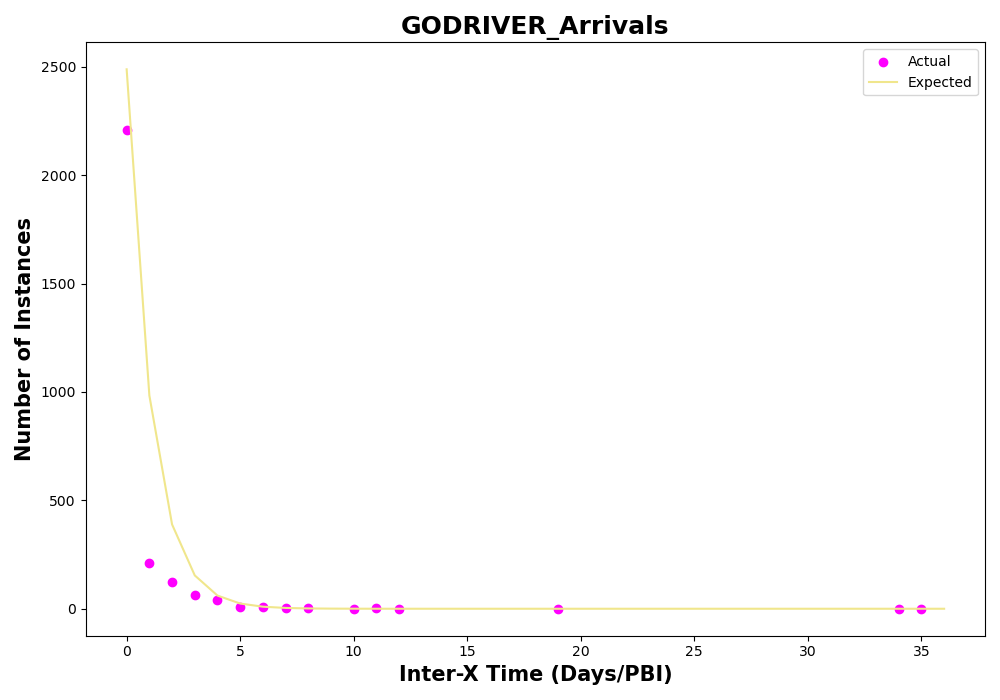 GODRIVER_Arrivals
Actual
Expected
2500
2000
1500
1000
500
0
Number of Instances
0 5 10 15 20 25 30 35
Inter-X Time (Days/PBI)